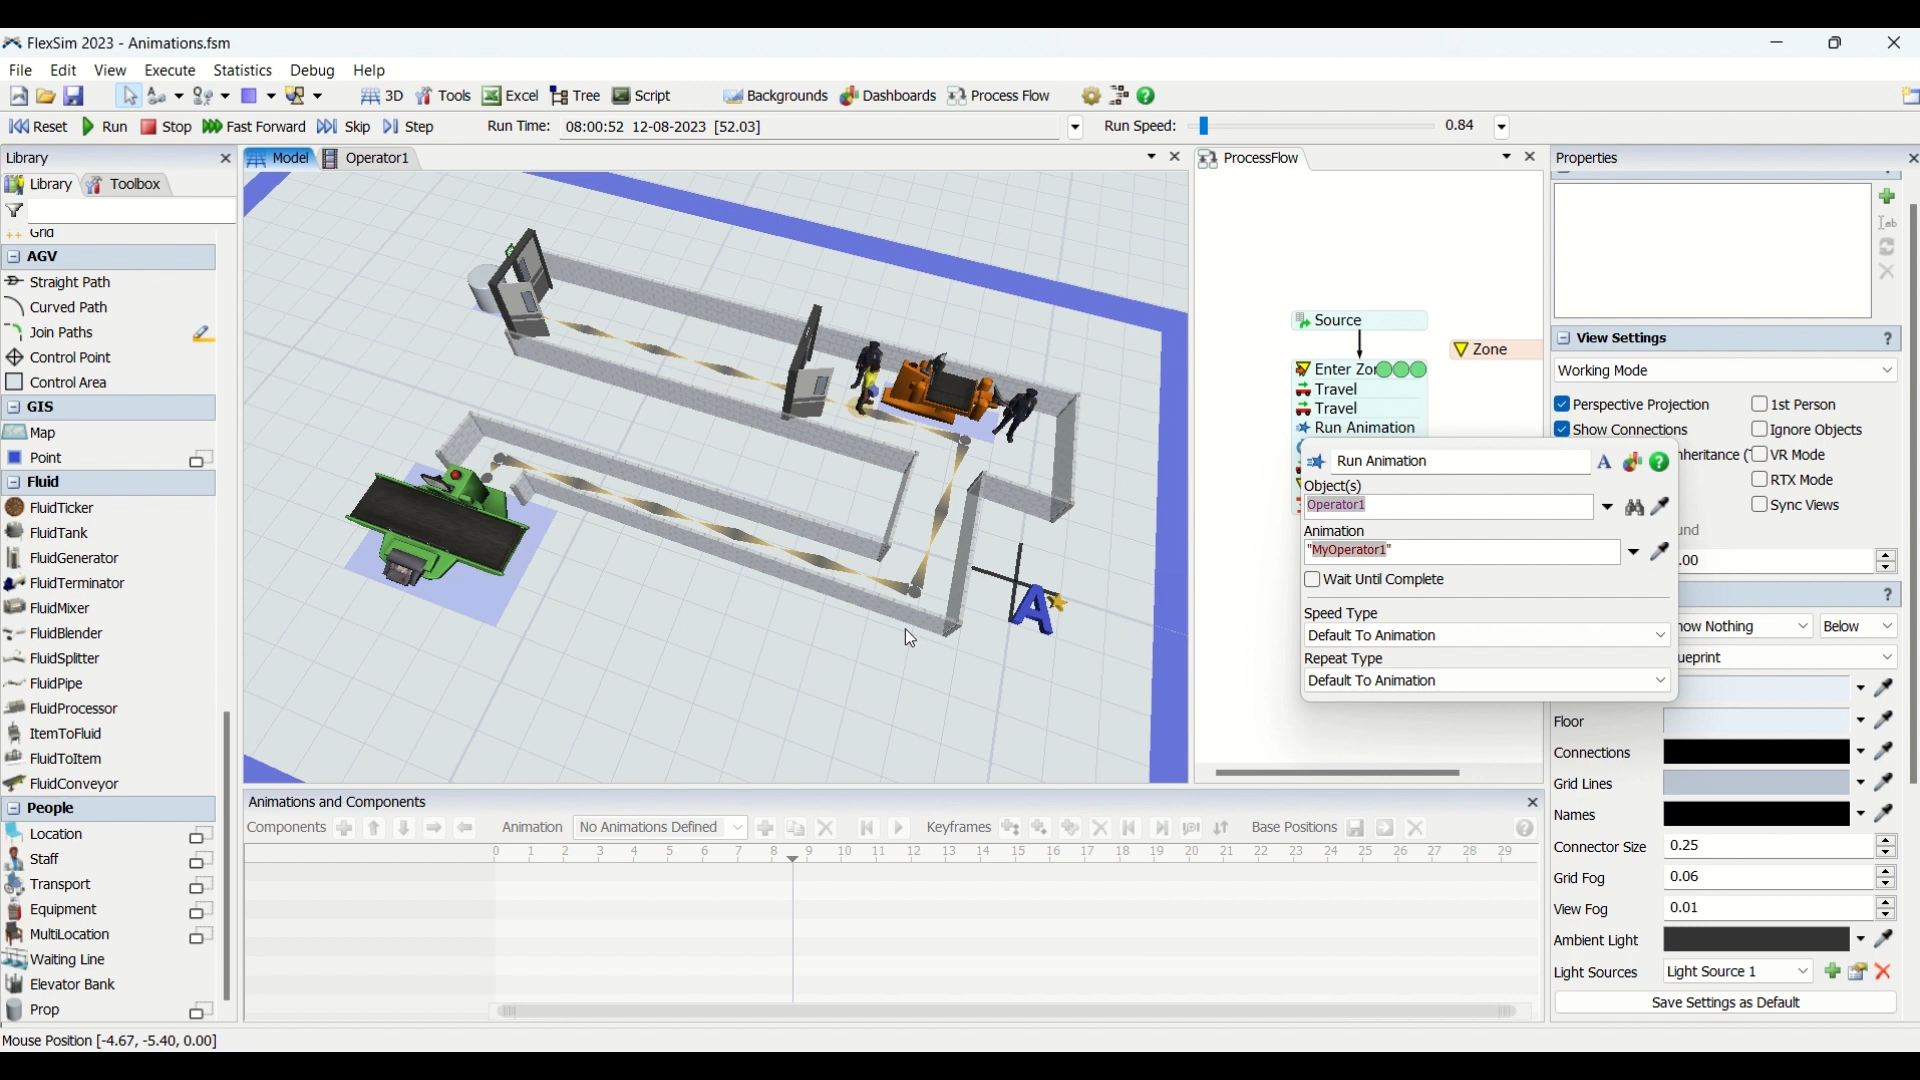 FlexSim 2023 - Animations.fsm
File Edit View Execute Statistics Debug Help
3D Tools Excel Tree Script Backgrounds Dashboards Process Flow
Reset Run Stop Fast Forward Skip Step Run Time: 08:00:52 12-08-2023 [52.03] Run Speed: 0.84
Library
Library Toolbox
Grid
AGV
Straight Path
Curved Path
Join Paths
Control Point
Control Area
GIS
Map
Point
Fluid
FluidTicker
FluidTank
FluidGenerator
FluidTerminator
FluidMixer
FluidBlender
FluidSplitter
FluidPipe
FluidProcessor
ItemToFluid
FluidToItem
FluidConveyor
People
Location
Staff
Transport
Equipment
MultiLocation
Waiting Line
Elevator Bank
Prop
Model Operator1
A
ProcessFlow
Source
Zone
Enter Zo
Travel
Travel
Run Animation
Run Animation
Object(s)
Operator1
Animation
"MyOperator1"
Wait Until Complete
Speed Type
Default To Animation
Repeat Type
Default To Animation
Animations and Components
Components Animation No Animations Defined Keyframes Base Positions
0 1 2 3 4 5 6 7 8 9 10 11 12 13 14 15 16 17 18 19 20 21 22 23 24 25 26 27 28 29
Properties
View Settings
Working Mode
Perspective Projection 1st Person
Show Connections Ignore Objects
heritance ( VR Mode
RTX Mode
Sync Views
und
.00
ow Nothing Below
ueprint
Floor
Connections
Grid Lines
Names
Connector Size 0.25
Grid Fog 0.06
View Fog 0.01
Ambient Light
Light Sources Light Source 1
Save Settings as Default
Mouse Position [-4.67, -5.40, 0.00]